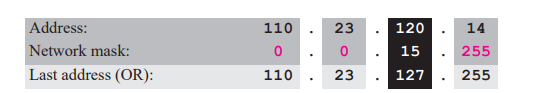 Address: 110 . 23 . 120 . 14
Network mask: 0 . 0 . 15 . 255
Last address (OR): 110 . 23 . 127 . 255